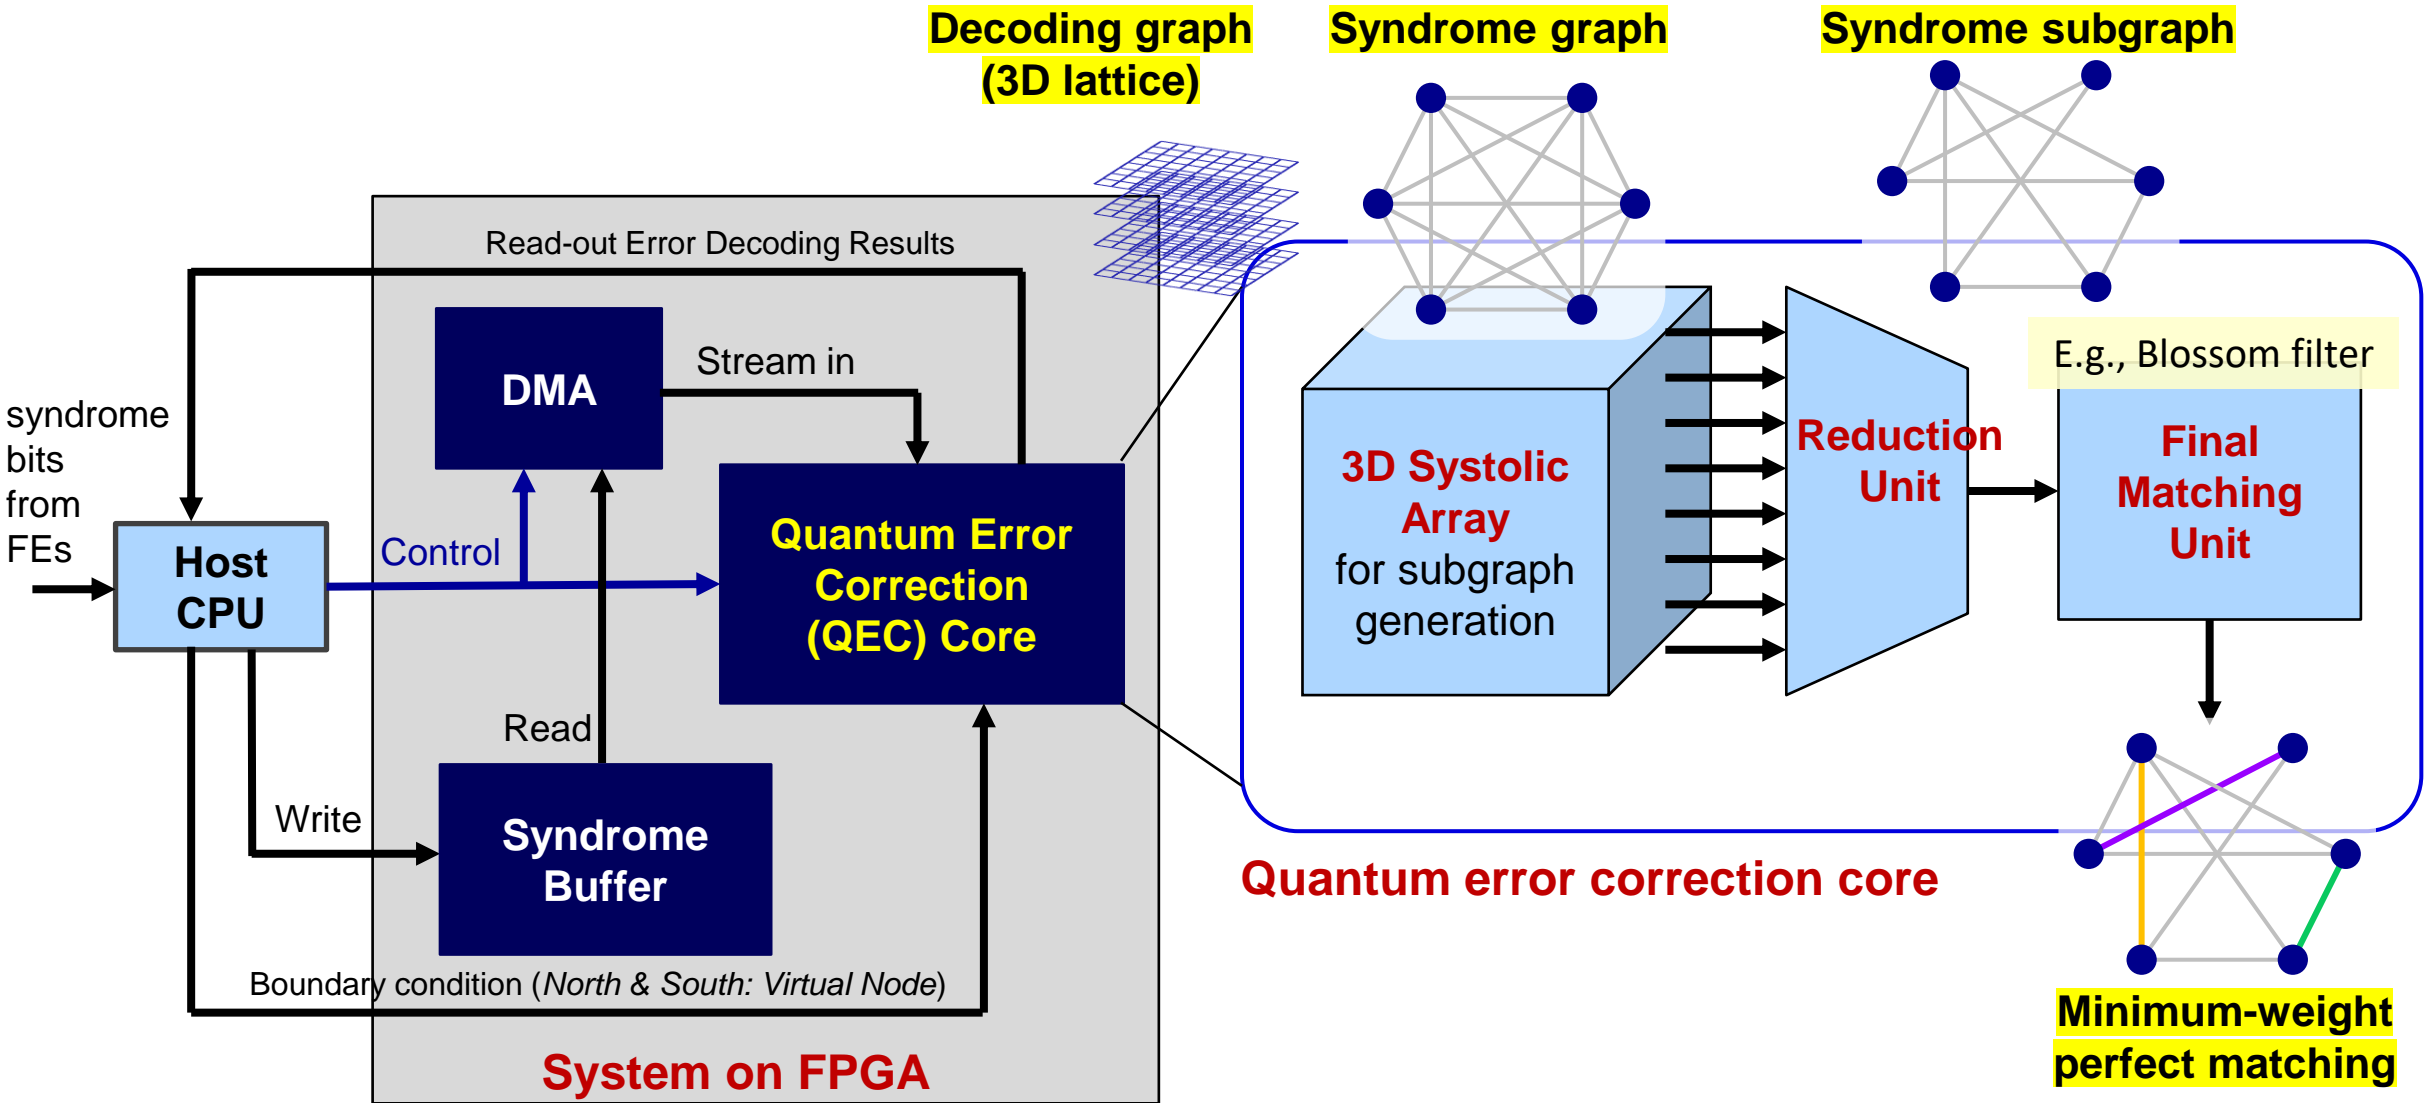 Decoding graph
(3D lattice)
Syndrome graph
Syndrome subgraph
Read-out Error Decoding Results
DMA
Stream in
syndrome
bits
from
FEs
Host
CPU
Control
Quantum Error
Correction
(QEC) Core
Read
Write
Syndrome
Buffer
Boundary condition (North & South: Virtual Node)
System on FPGA
3D Systolic
Array
for subgraph
generation
Reduction
Unit
E.g., Blossom filter
Final
Matching
Unit
Quantum error correction core
Minimum-weight
perfect matching